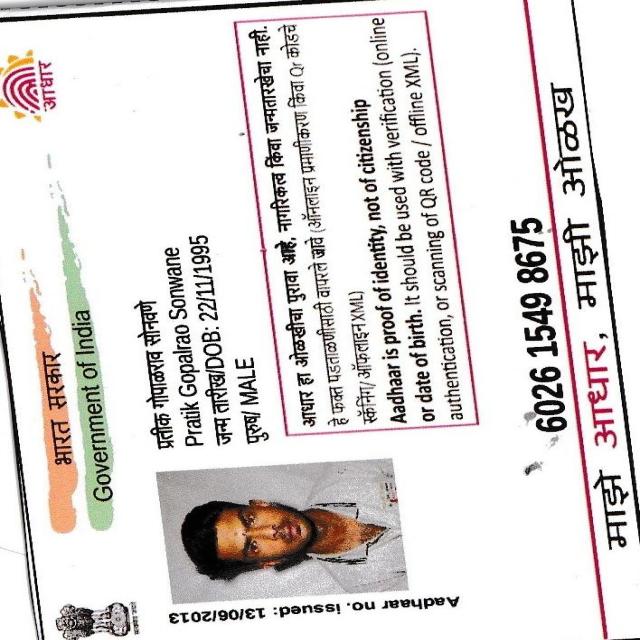 भारत सरकार
Government of India
आधार
प्रतीक गोपाळराव सोनवणे
Pratik Gopalrao Sonwane
जन्म तारीख/DOB: 22/11/1995
पुरुष/ MALE
Aadhaar no. issued: 13/06/2013
आधार हा ओळखीचा पुरावा आहे, नागरिकत्व किंवा जन्मतारखेचा नाही.
हे फक्त पडताळणीसाठी वापरले जावे (ऑनलाइन प्रमाणीकरण किंवा Qr कोडचे
स्कॅनिंग/ ऑफलाइन XML)
Aadhaar is proof of identity, not of citizenship
or date of birth. It should be used with verification (online
authentication, or scanning of QR code / offline XML).
6026 1549 8675
माझे आधार, माझी ओळख